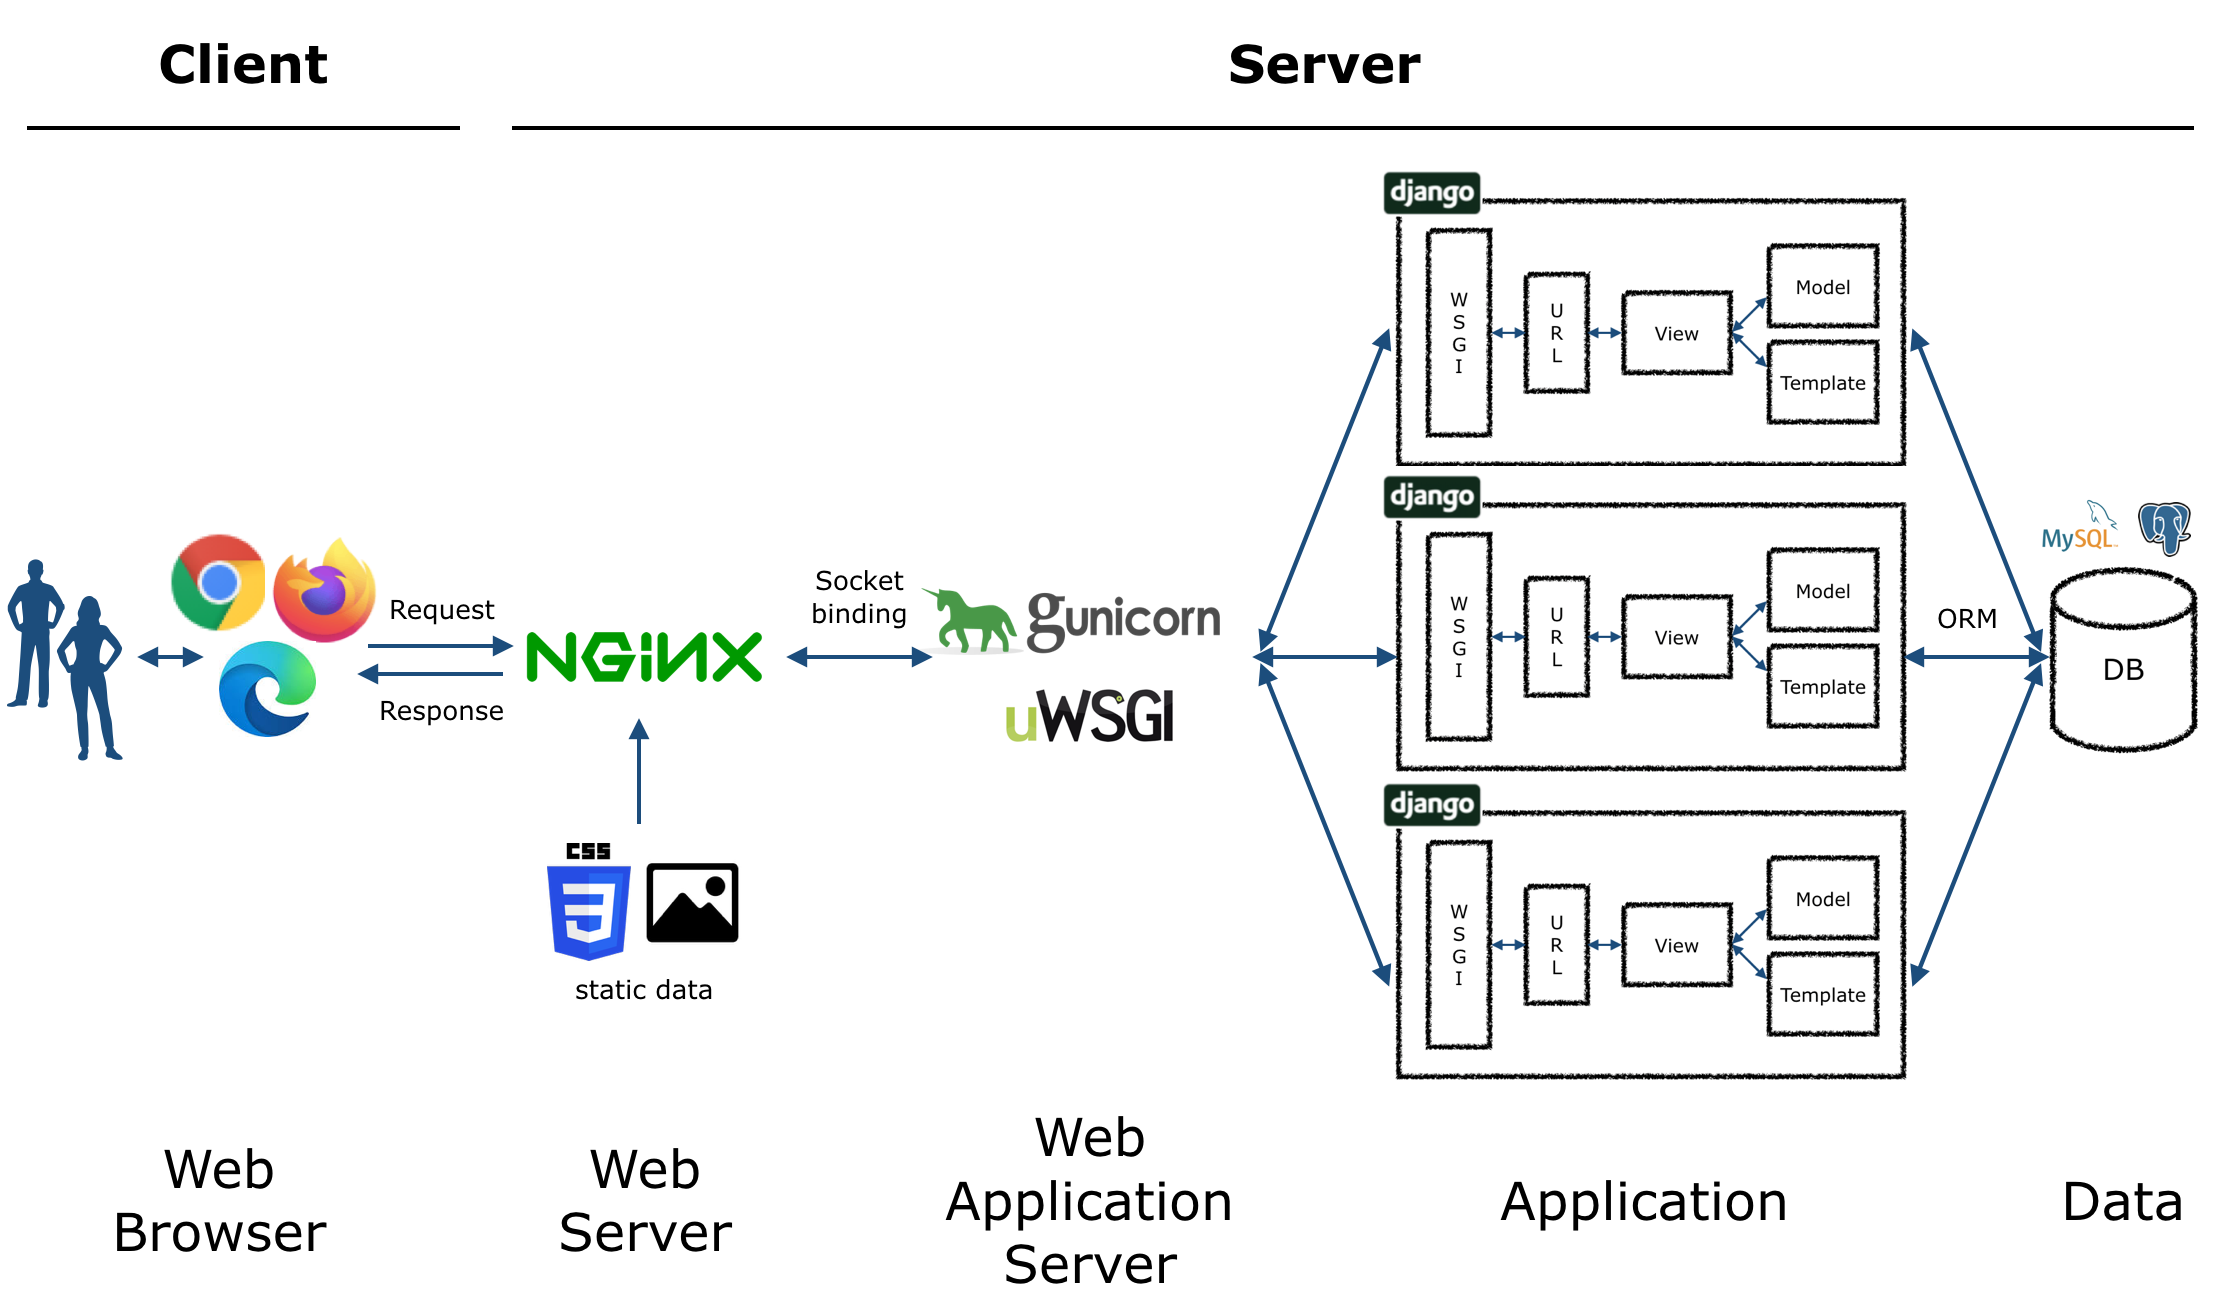 Client
Server
django
W
S
G
I
U
R
L
View
Model
Template
django
W
S
G
I
U
R
L
View
Model
Template
django
W
S
G
I
U
R
L
View
Model
Template
Request
Response
NGINX
Socket
binding
gunicorn
uWSGI
CSS
3
static data
ORM
MySQL
DB
Web
Browser
Web
Server
Web
Application
Server
Application
Data